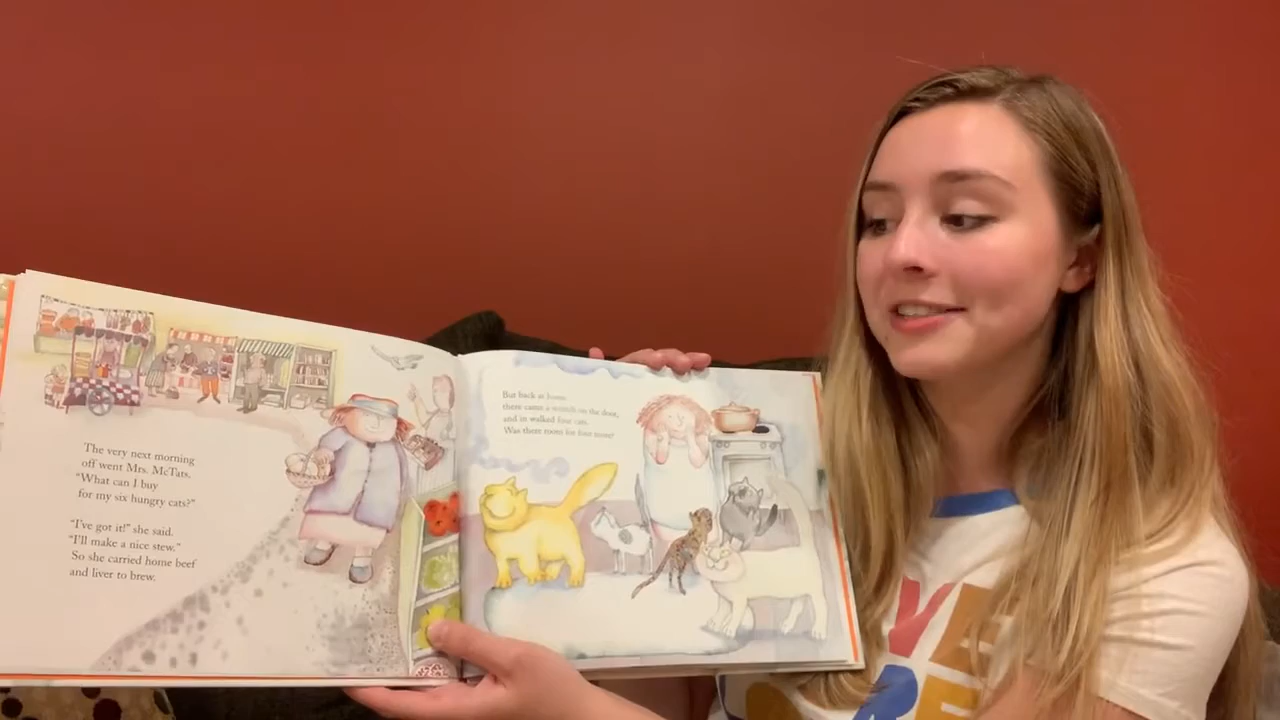 The very next morning
off went Mrs. McTats.
"What can I buy
for my six hungry cats?"
"I've got it!" she said.
"I'll make a nice stew."
So she carried home beef
and liver to brew.
But back at home
there came a scratch on the door,
and in walked four cats.
Was there room for four more?
VE
RE